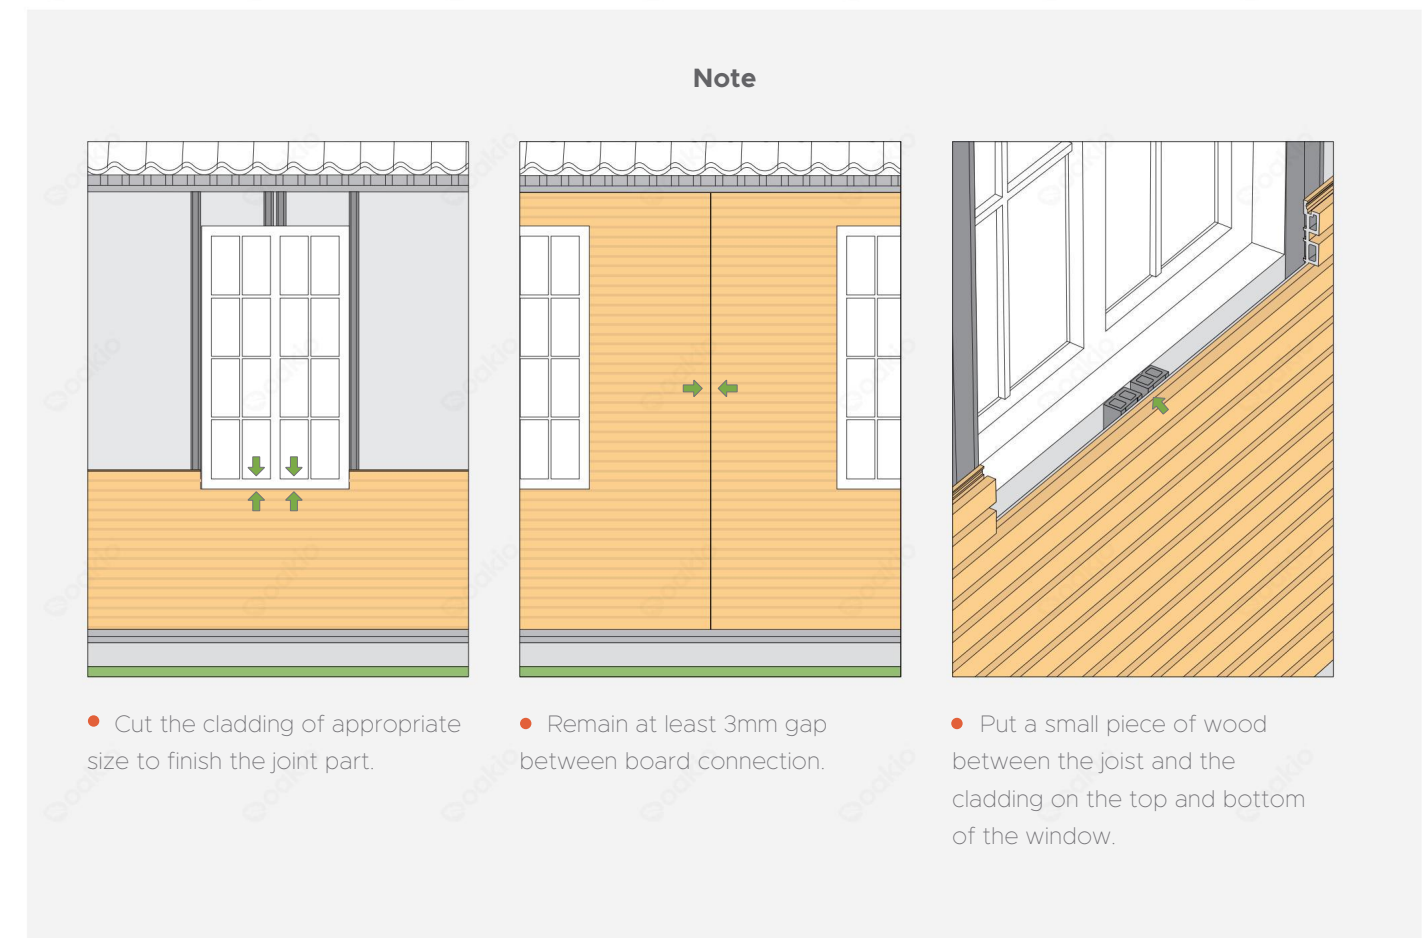 Note
Cut the cladding of appropriate
size to finish the joint part.
Remain at least 3mm gap
between board connection.
Put a small piece of wood
between the joist and the
cladding on the top and bottom
of the window.